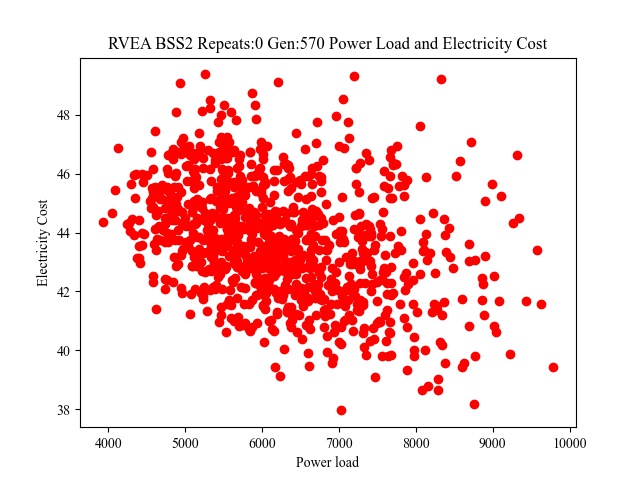 RVEA BSS2 Repeats:0 Gen:570 Power Load and Electricity Cost
48
46
44
42
40
38
Electricity Cost
4000 5000 6000 7000 8000 9000 10000
Power load